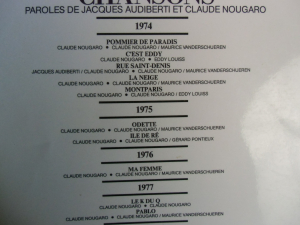 CHANSONS
PAROLES DE JACQUES AUDIBERTI ET CLAUDE NOUGARO
1974
POMMIER DE PARADIS
CLAUDE NOUGARO ● CLAUDE NOUGARO / MAURICE VANDERSCHUEREN
C'EST EDDY
CLAUDE NOUGARO ● EDDY LOUISS
RUE SAINT-DENIS
JACQUES AUDIBERTI / CLAUDE NOUGARO ● CLAUDE NOUGARO / MAURICE VANDERSCHUEREN
LA NEIGE
CLAUDE NOUGARO ● CLAUDE NOUGARO / MAURICE VANDERSCHUEREN
MONTPARIS
CLAUDE NOUGARO ● CLAUDE NOUGARO / EDDY LOUISS
1975
ODETTE
CLAUDE NOUGARO ● CLAUDE NOUGARO / MAURICE VANDERSCHUEREN
ILE DE RÉ
CLAUDE NOUGARO ● CLAUDE NOUGARO / GÉRARD PONTIEUX
1976
MA FEMME
CLAUDE NOUGARO ● CLAUDE NOUGARO / MAURICE VANDERSCHUEREN
1977
LE K DU Q
CLAUDE NOUGARO ● CLAUDE NOUGARO / MAURICE VANDERSCHUEREN
PABLO
CLAUDE NOUGARO ● CLAUDE NOUGARO / MAURICE VANDERSCHUEREN